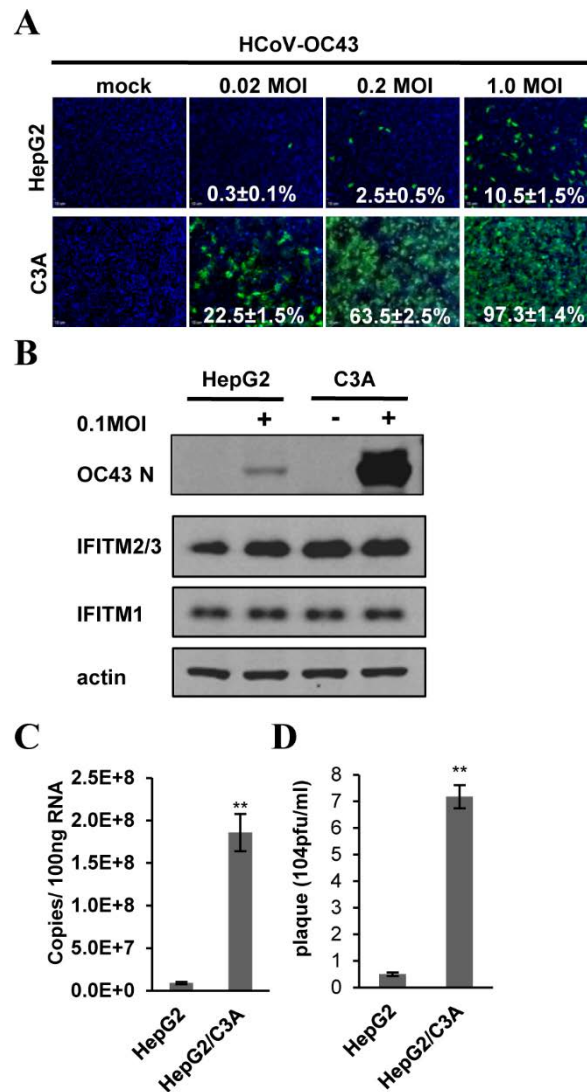 A
HCoV-OC43
mock 0.02 MOI 0.2 MOI 1.0 MOI
HepG2
0.3±0.1% 2.5±0.5% 10.5±1.5%
C3A
22.5±1.5% 63.5±2.5% 97.3±1.4%
B
HepG2 C3A
0.1MOI + - +
OC43 N
IFITM2/3
IFITM1
actin
C
Copies/ 100ng RNA
2.5E+8
2.0E+8
1.5E+8
1.0E+8
5.0E+7
0.0E+0
**
HepG2
HepG2/C3A
D
plaque (104pfu/ml)
8
7
6
5
4
3
2
1
0
**
HepG2
HepG2/C3A